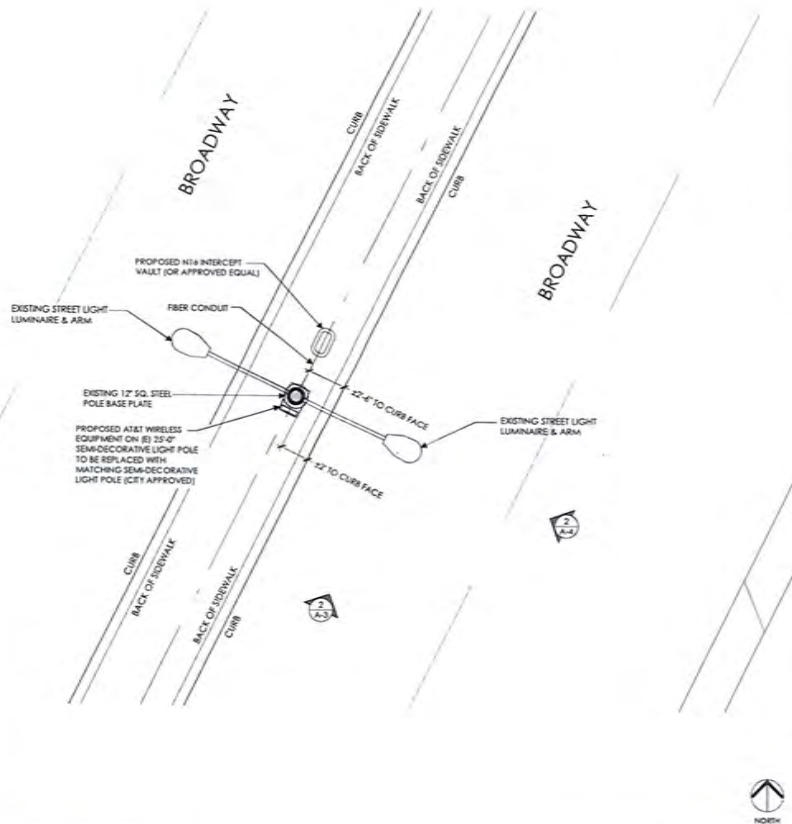 BROADWAY
CURB
BACK OF SIDEWALK
BACK OF SIDEWALK
CURB
BROADWAY
PROPOSED N16 INTERCEPT
VAULT (OR APPROVED EQUAL)
FIBER CONDUIT
EXISTING STREET LIGHT
LUMINAIRE & ARM
EXISTING 12" SQ. STEEL
POLE BASE PLATE
±2'-6" TO CURB FACE
PROPOSED AT&T WIRELESS
EQUIPMENT ON (E) 25'-0"
SEMI-DECORATIVE LIGHT POLE
TO BE REPLACED WITH
MATCHING SEMI-DECORATIVE
LIGHT POLE (CITY APPROVED)
EXISTING STREET LIGHT
LUMINAIRE & ARM
±2' TO CURB FACE
2
A-4
CURB
BACK OF SIDEWALK
BACK OF SIDEWALK
CURB
2
A-3
NORTH